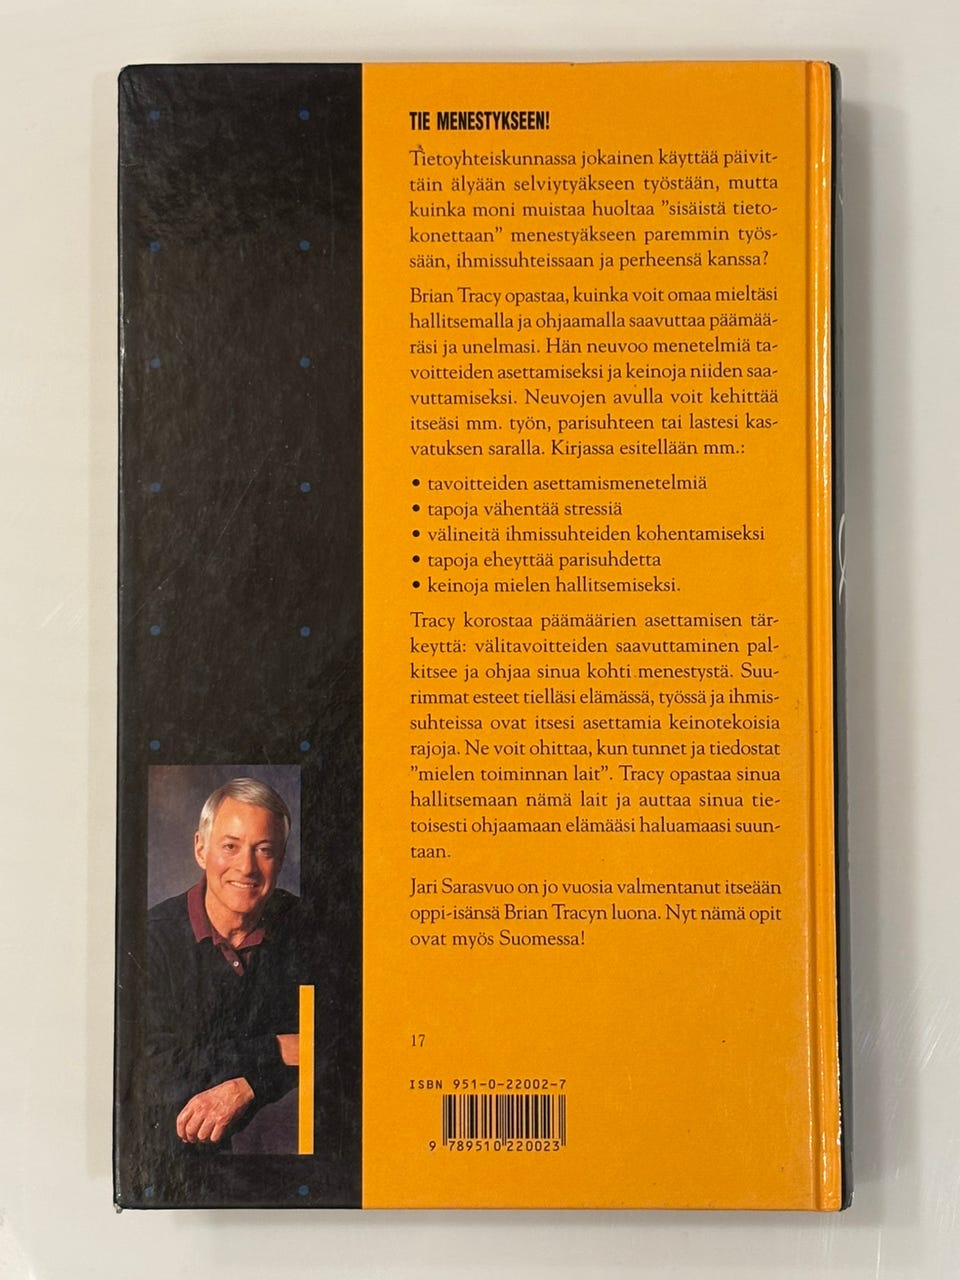 TIE MENESTYKSEEN!
Tietoyhteiskunnassa jokainen käyttää päivit-
täin älyään selviytyäkseen työstään, mutta
kuinka moni muistaa huoltaa ”sisäistä tieto-
konettaan” menestyäkseen paremmin työs-
sään, ihmissuhteissaan ja perheensä kanssa?
Brian Tracy opastaa, kuinka voit omaa mieltäsi
hallitsemalla ja ohjaamalla saavuttaa päämää-
räsi ja unelmasi. Hän neuvoo menetelmiä ta-
voitteiden asettamiseksi ja keinoja niiden saa-
vuttamiseksi. Neuvojen avulla voit kehittää
itseäsi mm. työn, parisuhteen tai lastesi kas-
vatuksen saralla. Kirjassa esitellään mm.:
• tavoitteiden asettamismenetelmiä
• tapoja vähentää stressiä
• välineitä ihmissuhteiden kohentamiseksi
• tapoja eheyttää parisuhdetta
• keinoja mielen hallitsemiseksi.
Tracy korostaa päämäärien asettamisen tär-
keyttä: välitavoitteiden saavuttaminen pal-
kitsee ja ohjaa sinua kohti menestystä. Suu-
rimmat esteet tielläsi elämässä, työssä ja ihmis-
suhteissa ovat itsesi asettamia keinotekoisia
rajoja. Ne voit ohittaa, kun tunnet ja tiedostat
”mielen toiminnan lait”. Tracy opastaa sinua
hallitsemaan nämä lait ja auttaa sinua tie-
toisesti ohjaamaan elämääsi haluamaasi suun-
taan.
Jari Sarasvuo on jo vuosia valmentanut itseään
oppi-isänsä Brian Tracyn luona. Nyt nämä opit
ovat myös Suomessa!
17
ISBN 951-0-22002-7
9 789510 220023